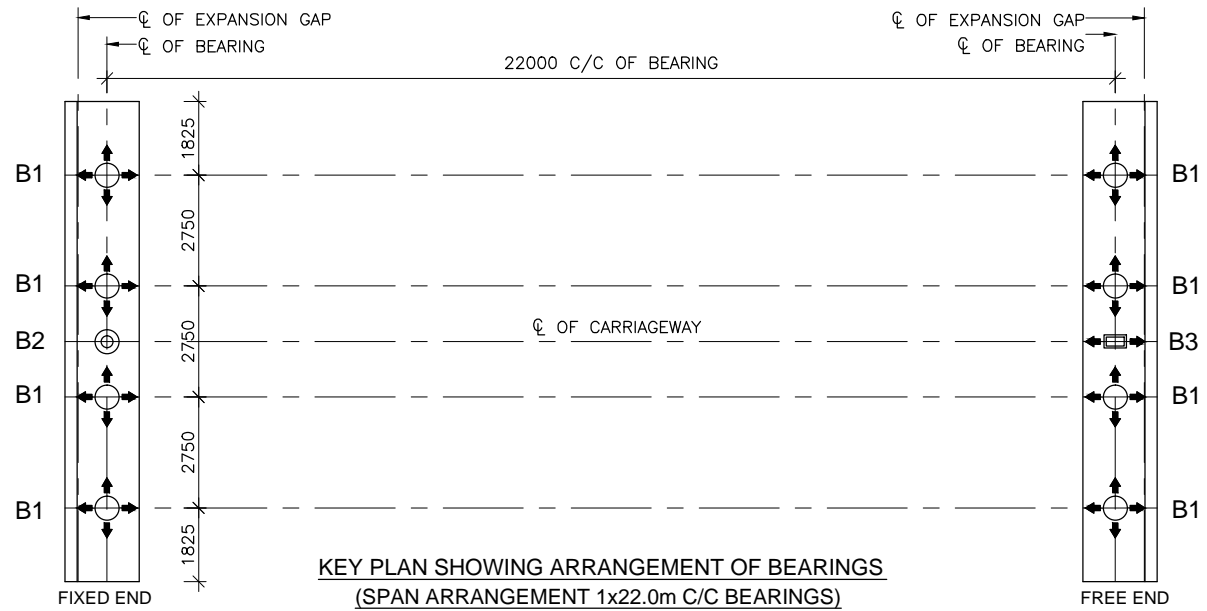 ℄ OF EXPANSION GAP
℄ OF EXPANSION GAP
℄ OF BEARING
℄ OF BEARING
22000 C/C OF BEARING
1825
B1
B1
2750
B1
B1
B2
2750
℄ OF CARRIAGEWAY
B3
B1
B1
2750
B1
B1
1825
KEY PLAN SHOWING ARRANGEMENT OF BEARINGS
(SPAN ARRANGEMENT 1x22.0m C/C BEARINGS)
FIXED END
FREE END